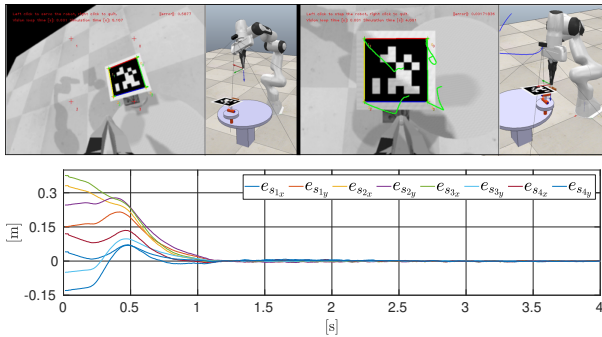 [m]
0.3
0.15
0
-0.15
e_{s_{1x}} e_{s_{1y}} e_{s_{2x}} e_{s_{2y}} e_{s_{3x}} e_{s_{3y}} e_{s_{4x}} e_{s_{4y}}
0 0.5 1 1.5 2 2.5 3 3.5 4
[s]